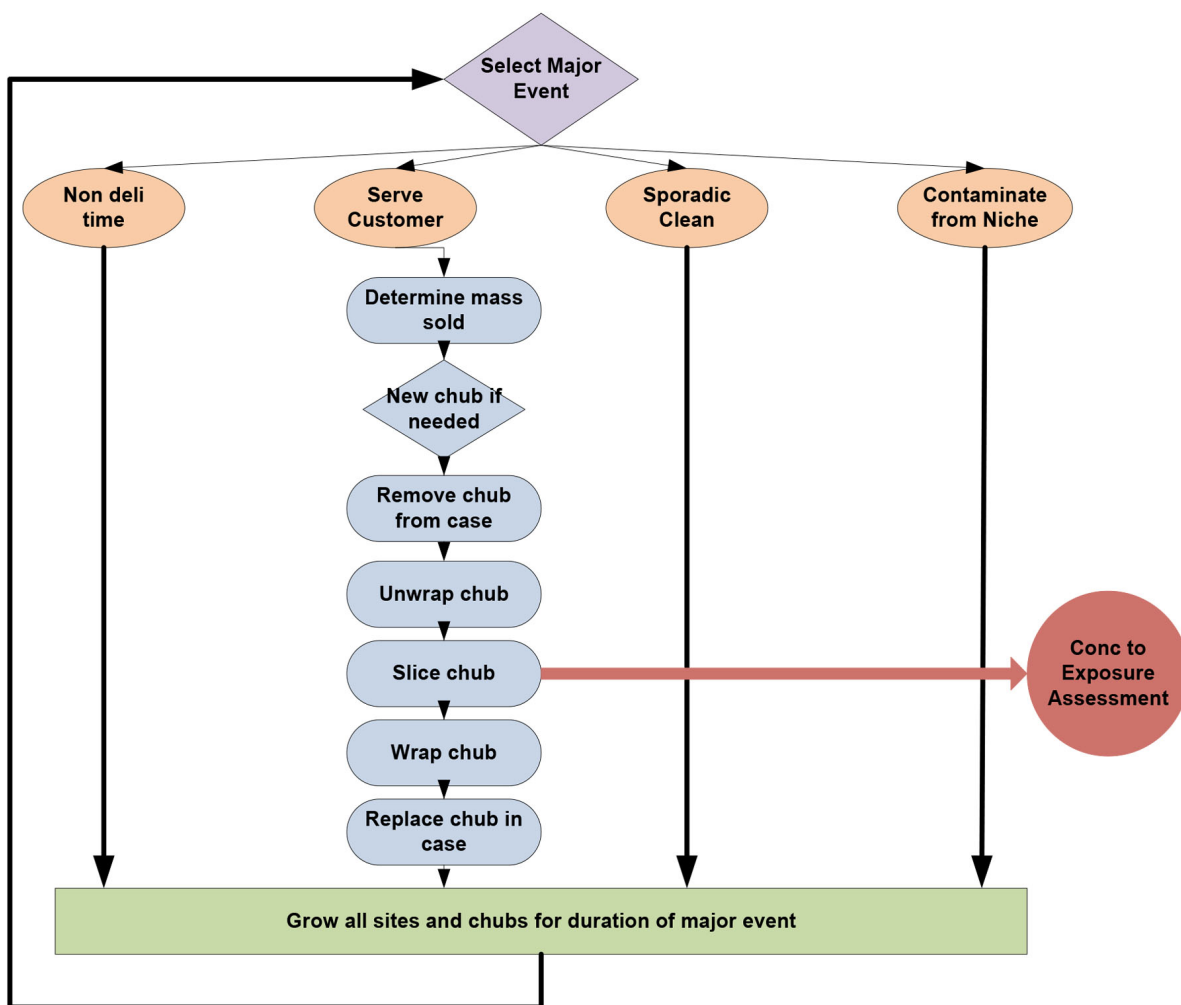 Select Major
Event
Non deli
time
Serve
Customer
Sporadic
Clean
Contaminate
from Niche
Determine mass
sold
New chub if
needed
Remove chub
from case
Unwrap chub
Slice chub
Conc to
Exposure
Assessment
Wrap chub
Replace chub in
case
Grow all sites and chubs for duration of major event